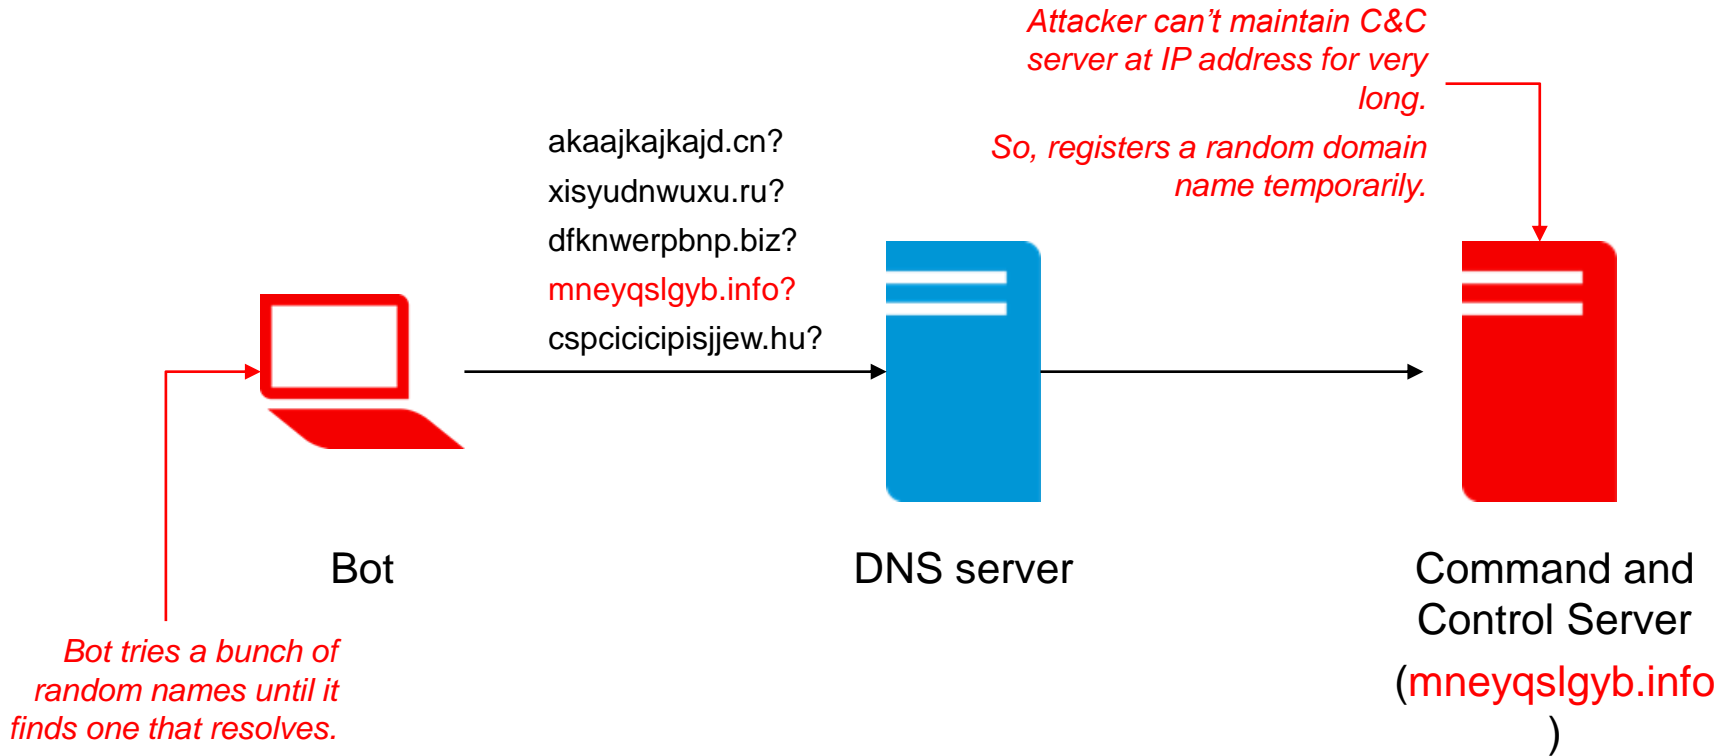 Attacker can’t maintain C&C
server at IP address for very
long.
So, registers a random domain
name temporarily.
akaajkajkajd.cn?
xisyudnwuxu.ru?
dfknwerpbnp.biz?
mneyqslgyb.info?
cspcicicipisjjew.hu?
Bot
DNS server
Command and
Control Server
(mneyqslgyb.info
)
Bot tries a bunch of
random names until it
finds one that resolves.